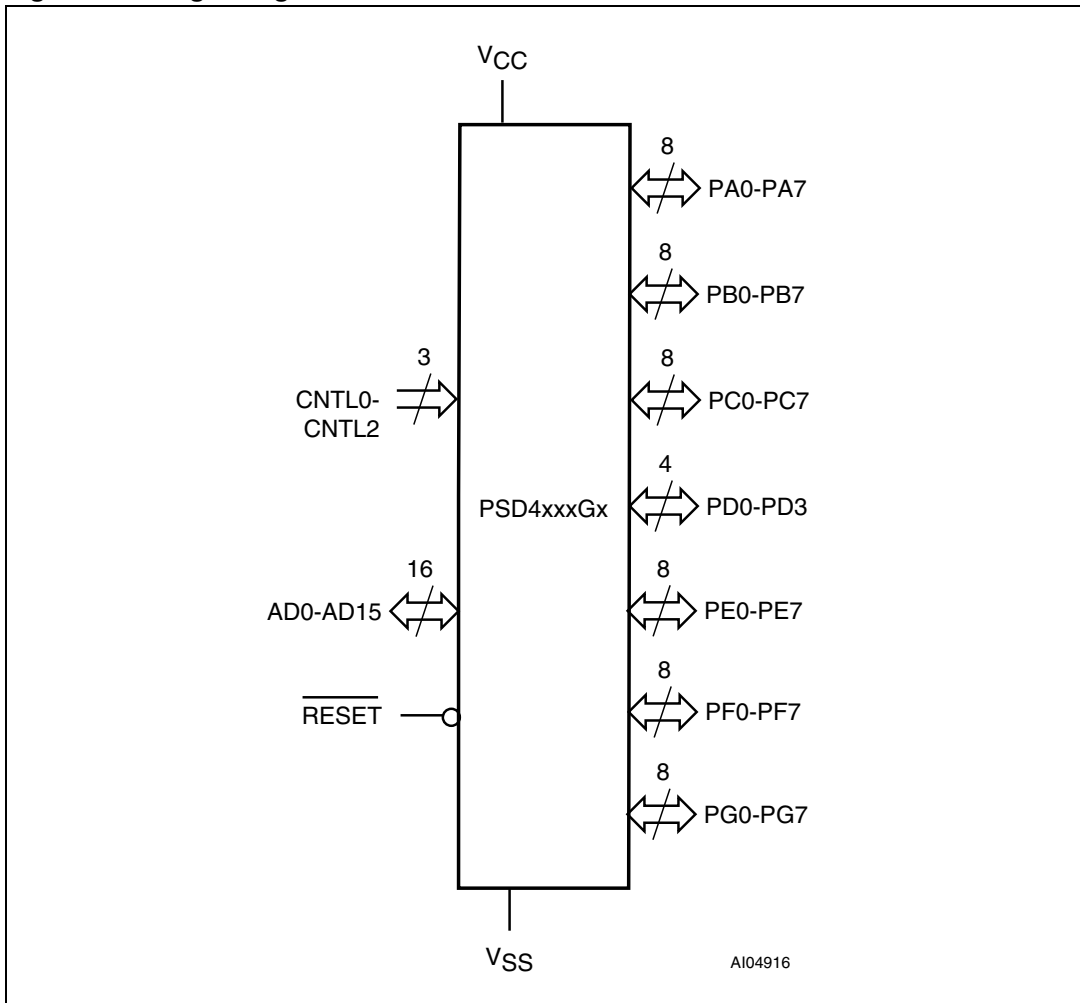 VCC
8
PA0-PA7
8
PB0-PB7
3
CNTL0-
CNTL2
8
PC0-PC7
4
PSD4xxxGx
PD0-PD3
16
AD0-AD15
8
PE0-PE7
8
RESET
PF0-PF7
8
PG0-PG7
VSS
AI04916